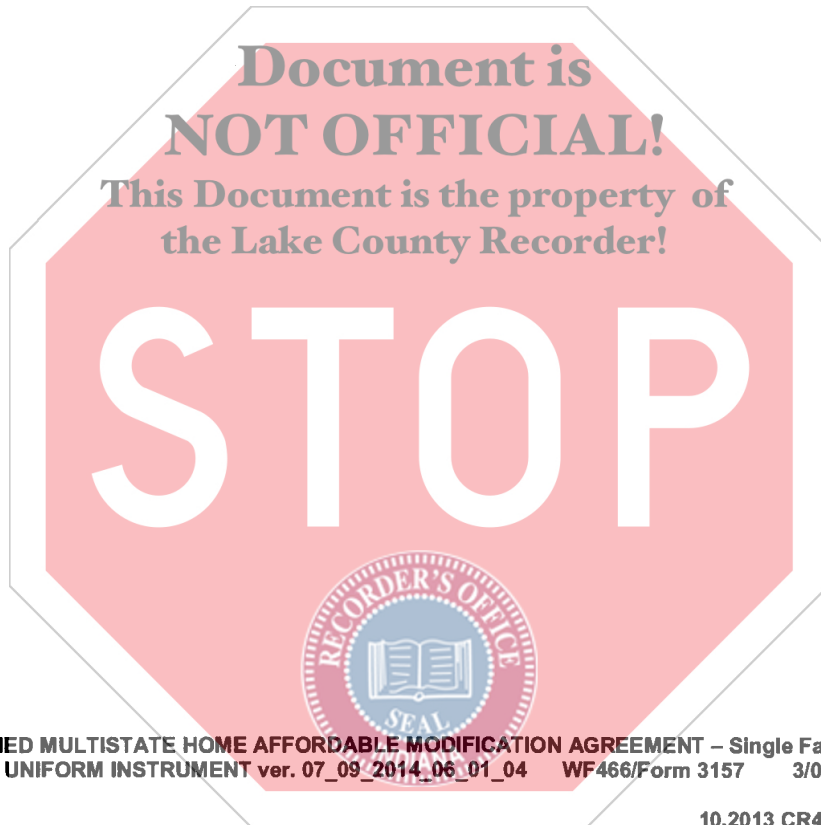 Document is
NOT OFFICIAL!
This Document is the property of
the Lake County Recorder!
STOP
RECORDER'S OFFICE
SEAL
INDIANA
MULTISTATE HOME AFFORDABLE MODIFICATION AGREEMENT – Single
UNIFORM INSTRUMENT ver. 07_09_2014_06_01_04 WF466/Form 3157
10.2013